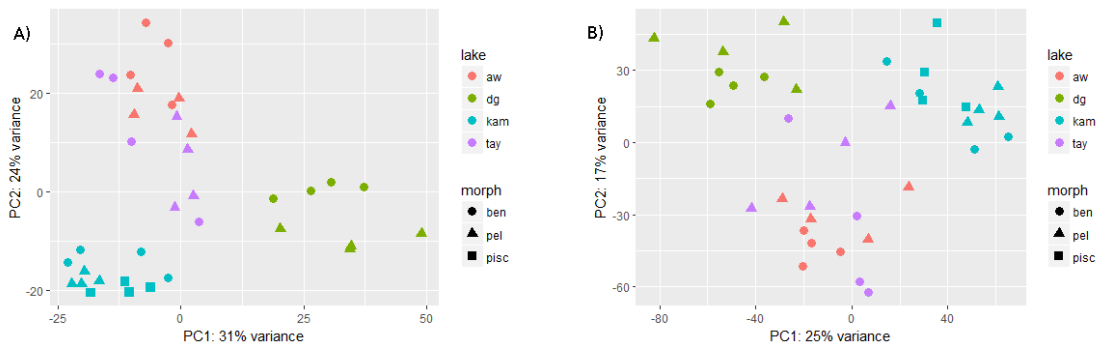 A)
PC2: 24% variance
20
0
-20
-25
0
25
50
PC1: 31% variance
lake
aw
dg
kam
tay
morph
ben
pel
pisc
B)
PC2: 17% variance
30
0
-30
-60
-80
-40
0
40
PC1: 25% variance
lake
aw
dg
kam
tay
morph
ben
pel
pisc